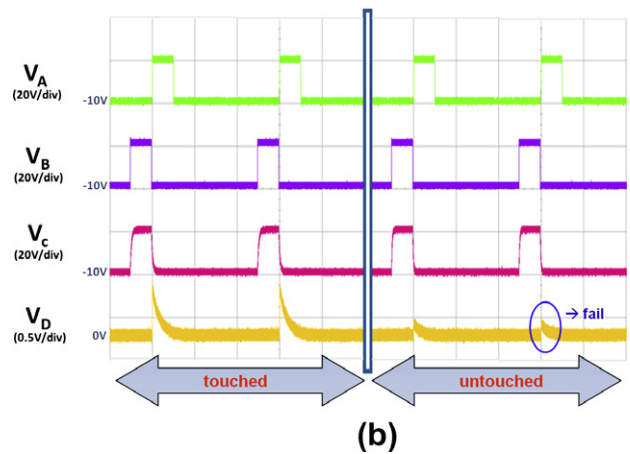 V_A
(20V/div)
-10V
V_B
(20V/div)
-10V
V_c
(20V/div)
-10V
V_D
(0.5V/div)
0V
→ fail
touched
untouched
(b)